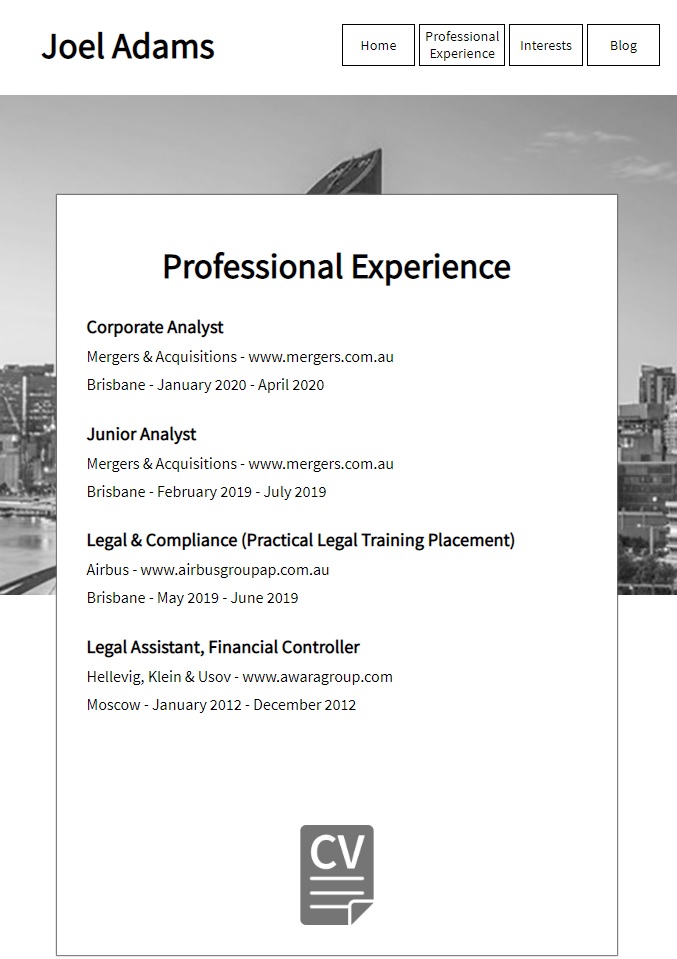 Joel Adams
Home
Professional
Experience
Interests
Blog
Professional Experience
Corporate Analyst
Mergers & Acquisitions - www.mergers.com.au
Brisbane - January 2020 - April 2020
Junior Analyst
Mergers & Acquisitions - www.mergers.com.au
Brisbane - February 2019 - July 2019
Legal & Compliance (Practical Legal Training Placement)
Airbus - www.airbusgroupap.com.au
Brisbane - May 2019 - June 2019
Legal Assistant, Financial Controller
Hellevig, Klein & Usov - www.awaragroup.com
Moscow - January 2012 - December 2012
CV